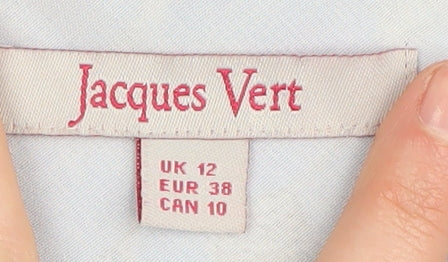 Jacques Vert
UK 12
EUR 38
CAN 10